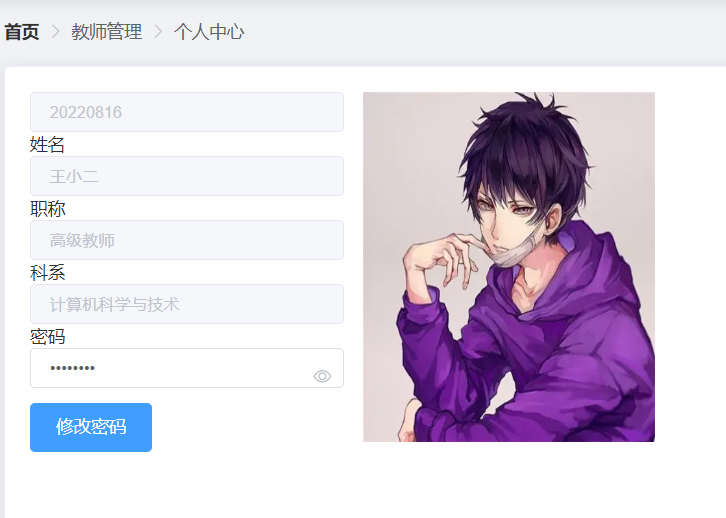 首页 > 教师管理 > 个人中心
20220816
姓名
王小二
职称
高级教师
科系
计算机科学与技术
密码
••••••••
修改密码